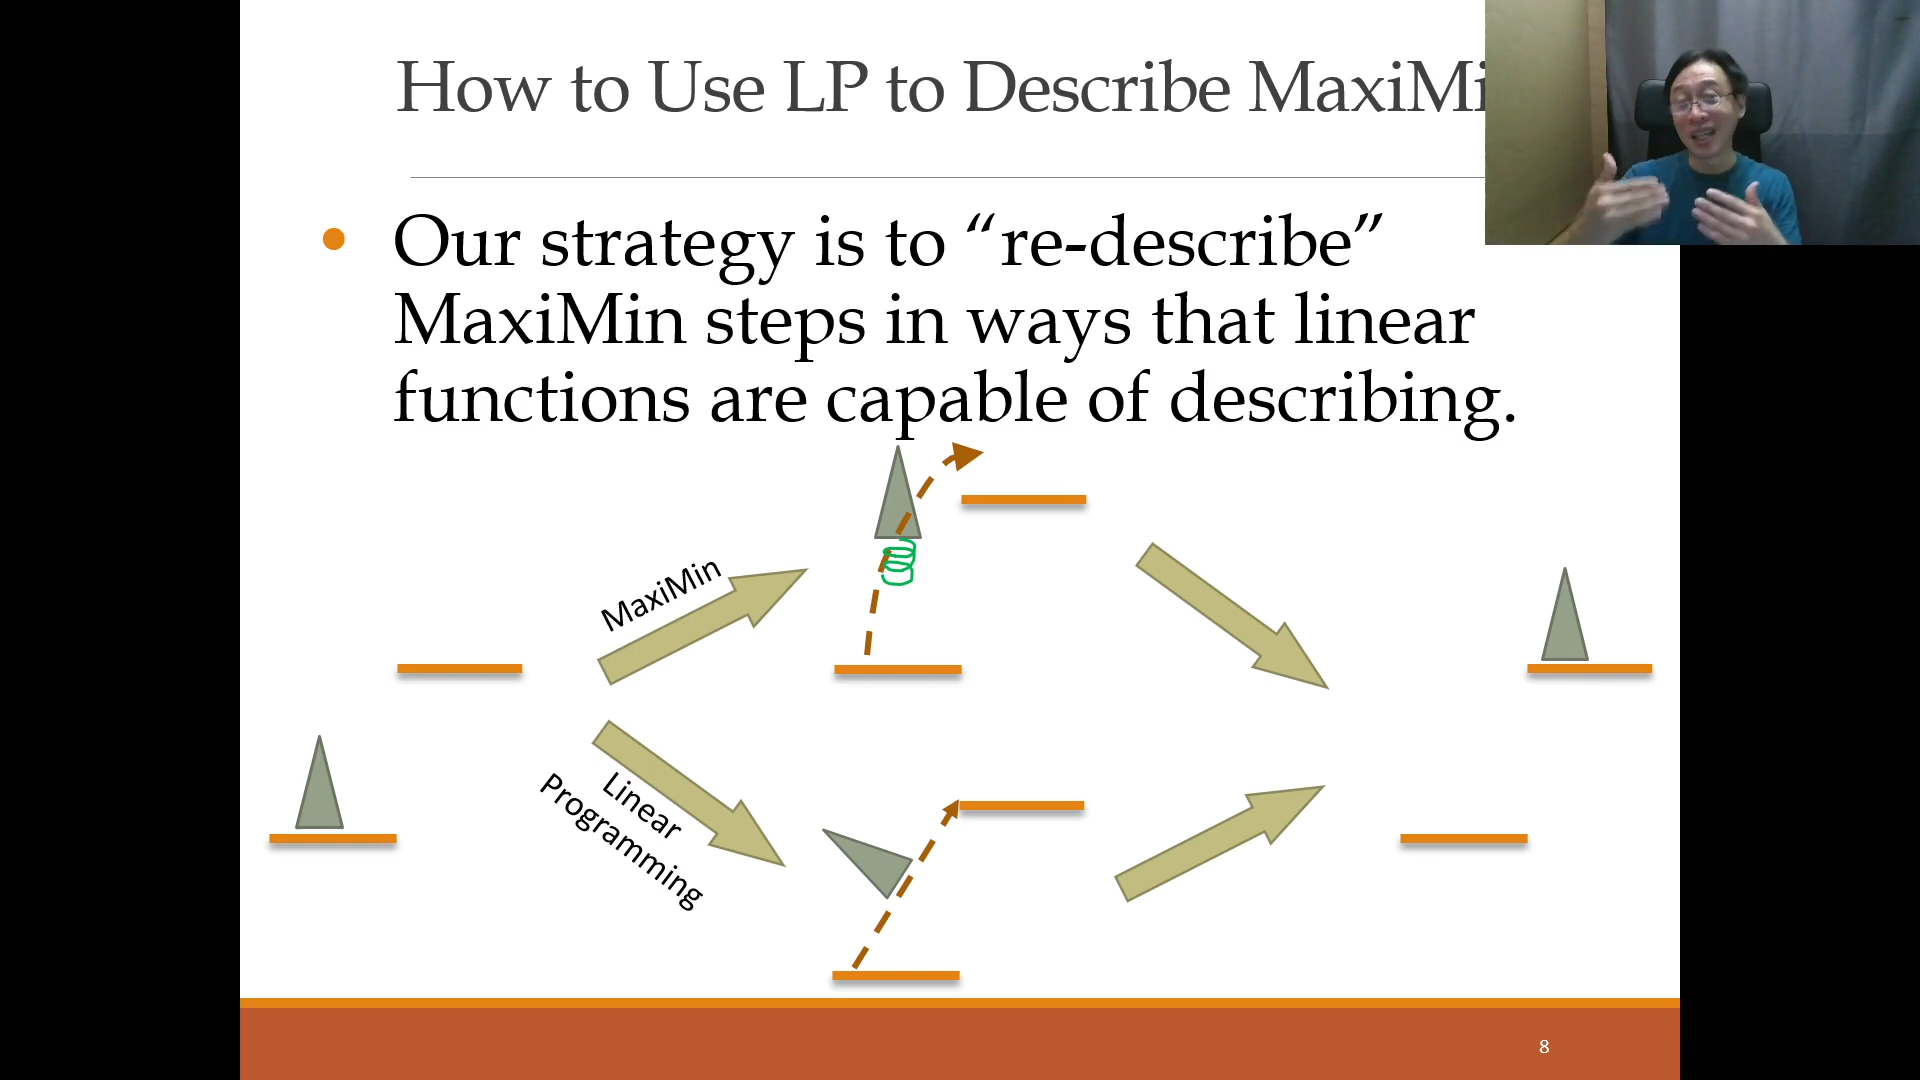 How to Use LP to Describe MaxiMi
• Our strategy is to “re-describe”
MaxiMin steps in ways that linear
functions are capable of describing.
MaxiMin
Linear
Programming
8